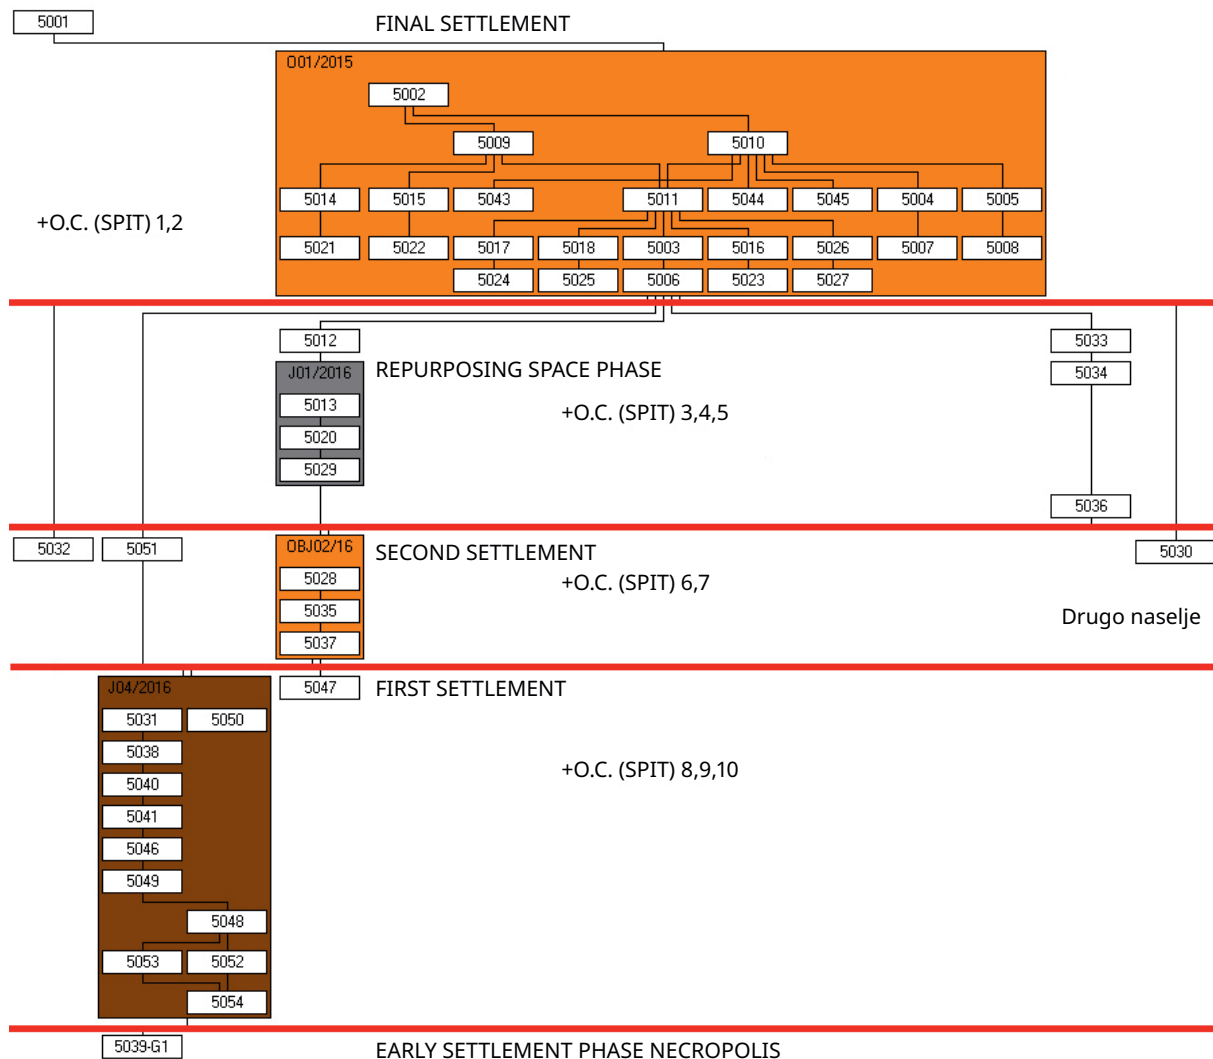 5001
FINAL SETTLEMENT
O01/2015
5002
5009 5010
5014 5015 5043 5011 5044 5045 5004 5005
+O.C. (SPIT) 1,2
5021 5022 5017 5018 5003 5016 5026 5007 5008
5024 5025 5006 5023 5027
5012 5033
J01/2016 REPURPOSING SPACE PHASE 5034
5013
+O.C. (SPIT) 3,4,5
5020
5029
5036
5032 5051 OBJ02/16 SECOND SETTLEMENT 5030
5028
+O.C. (SPIT) 6,7
5035
Drugo naselje
5037
J04/2016 5047 FIRST SETTLEMENT
5031 5050
5038
+O.C. (SPIT) 8,9,10
5040
5041
5046
5049
5048
5053 5052
5054
5039-G1
EARLY SETTLEMENT PHASE NECROPOLIS